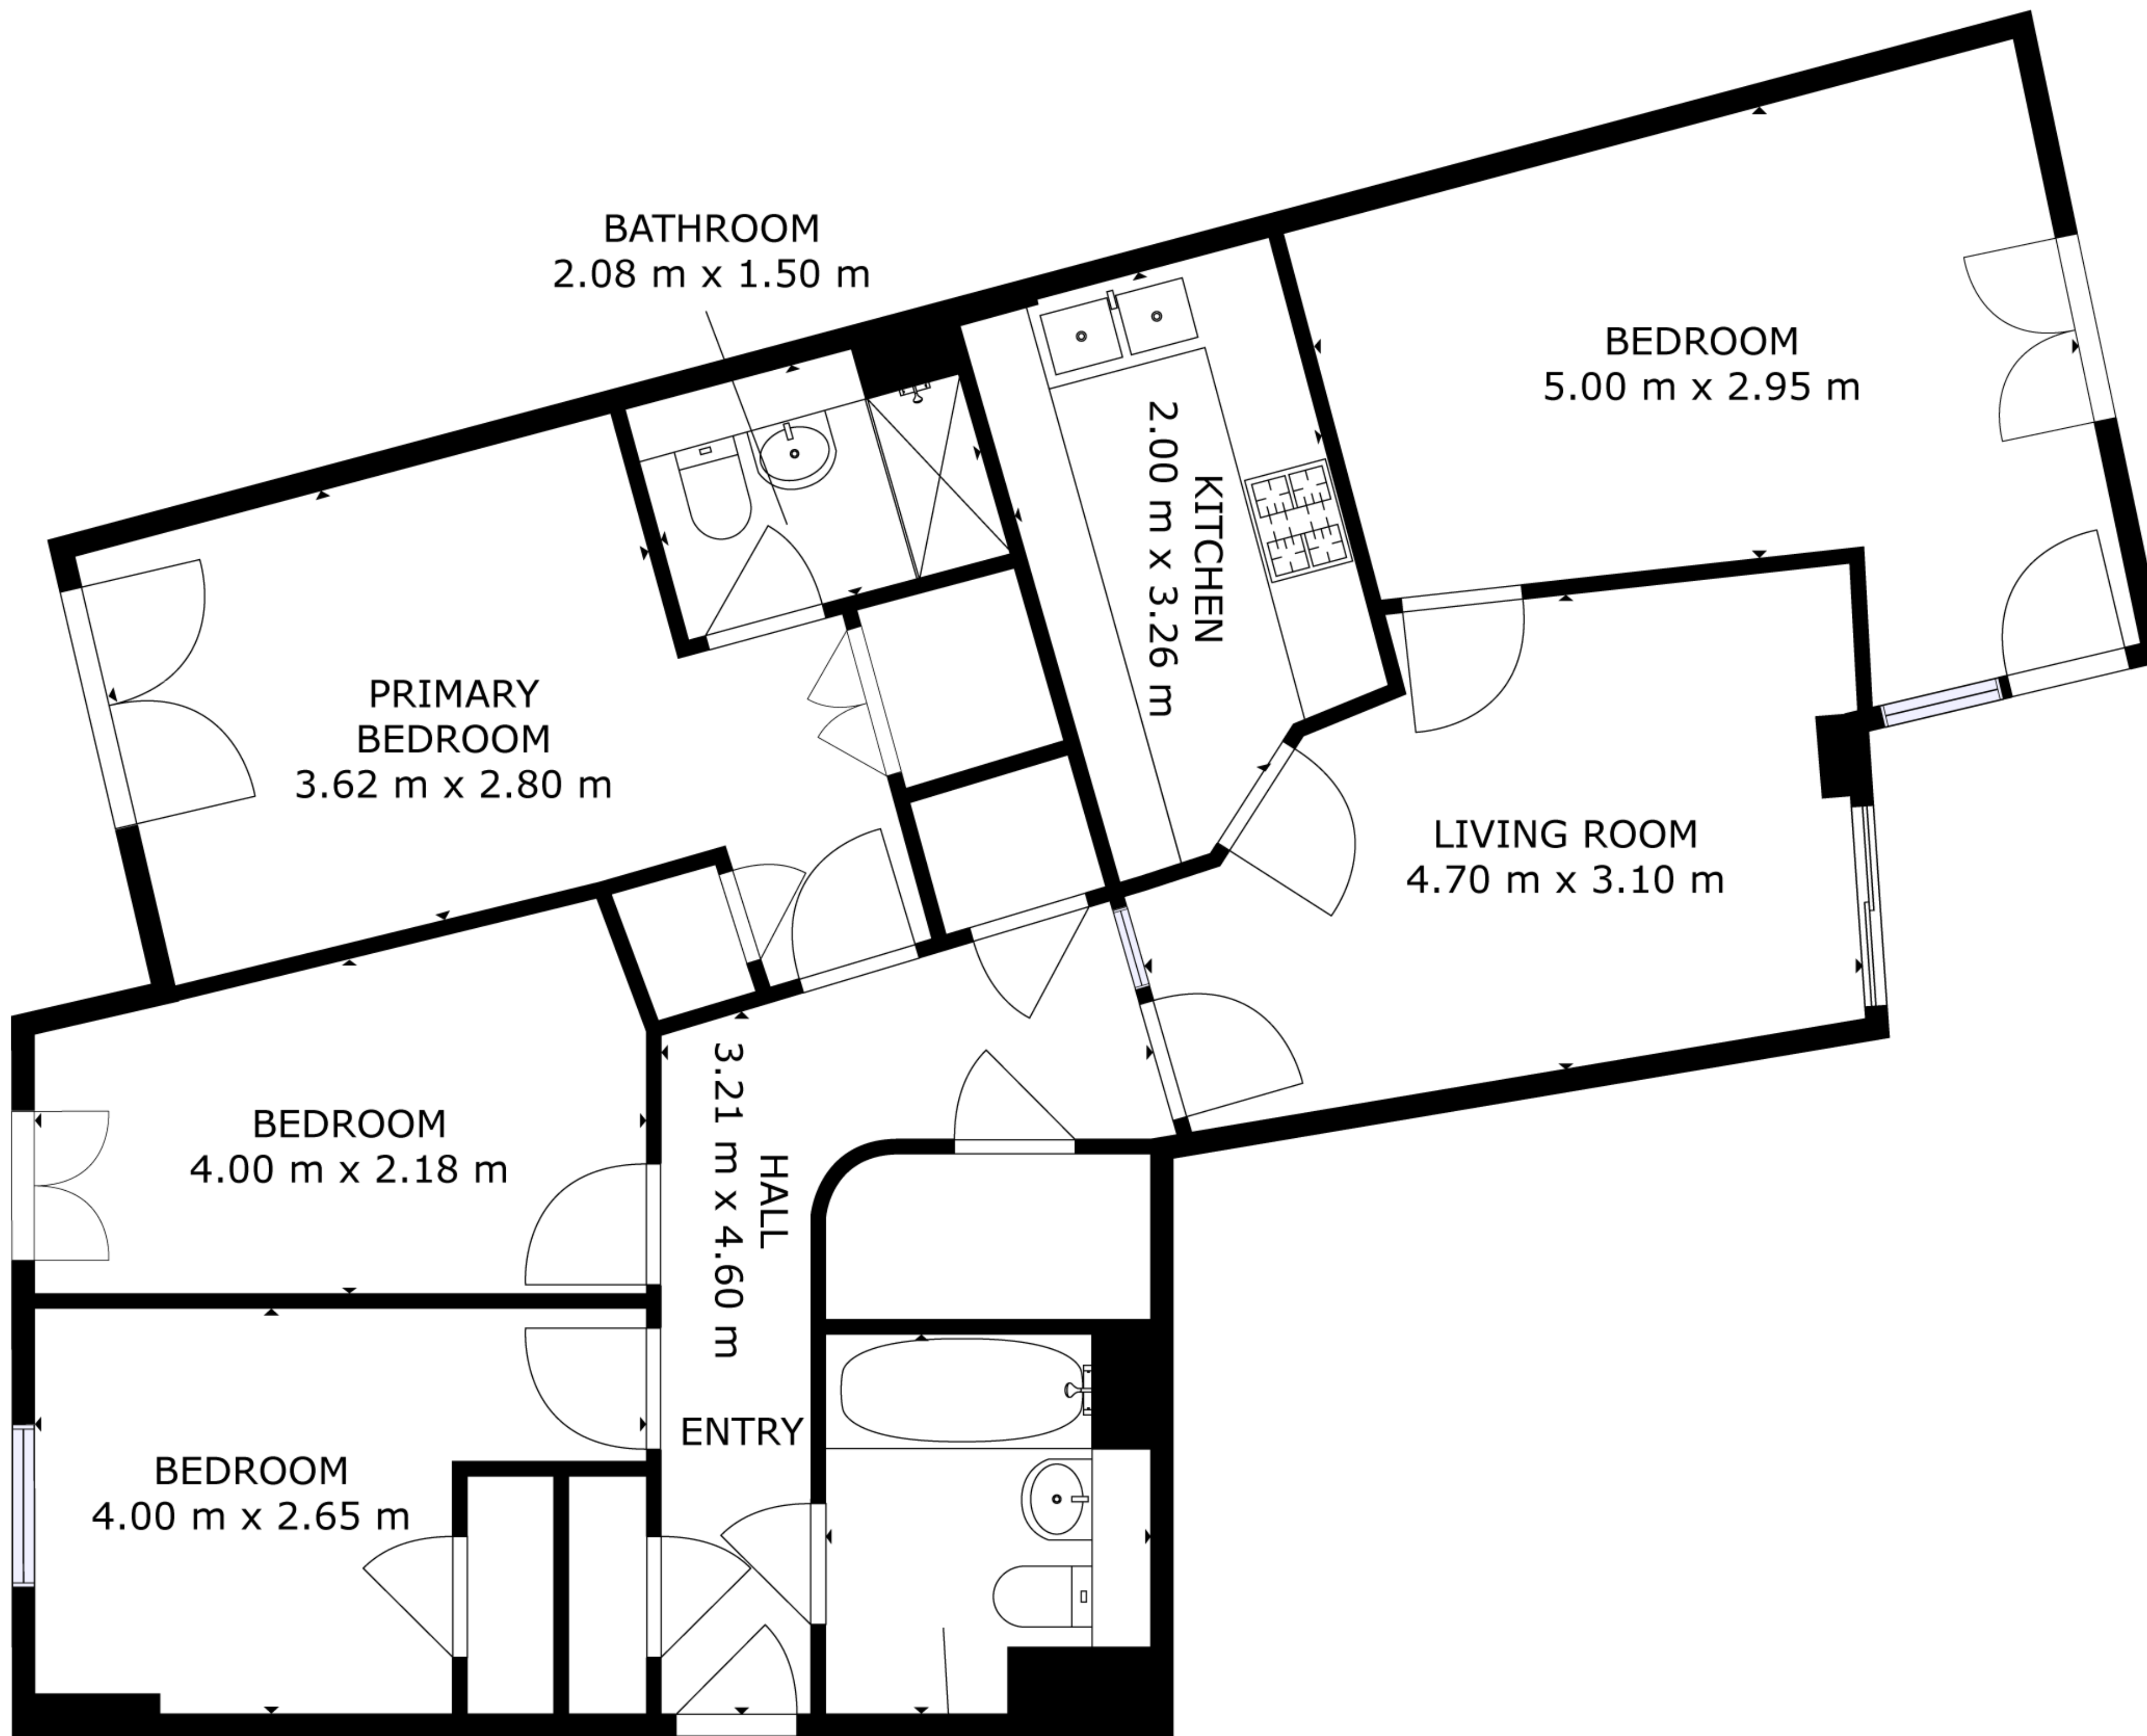 BATHROOM
2.08 m x 1.50 m
BEDROOM
5.00 m x 2.95 m
KITCHEN
2.00 m x 3.26 m
PRIMARY
BEDROOM
3.62 m x 2.80 m
LIVING ROOM
4.70 m x 3.10 m
BEDROOM
4.00 m x 2.18 m
HALL
3.21 m x 4.60 m
ENTRY
BEDROOM
4.00 m x 2.65 m